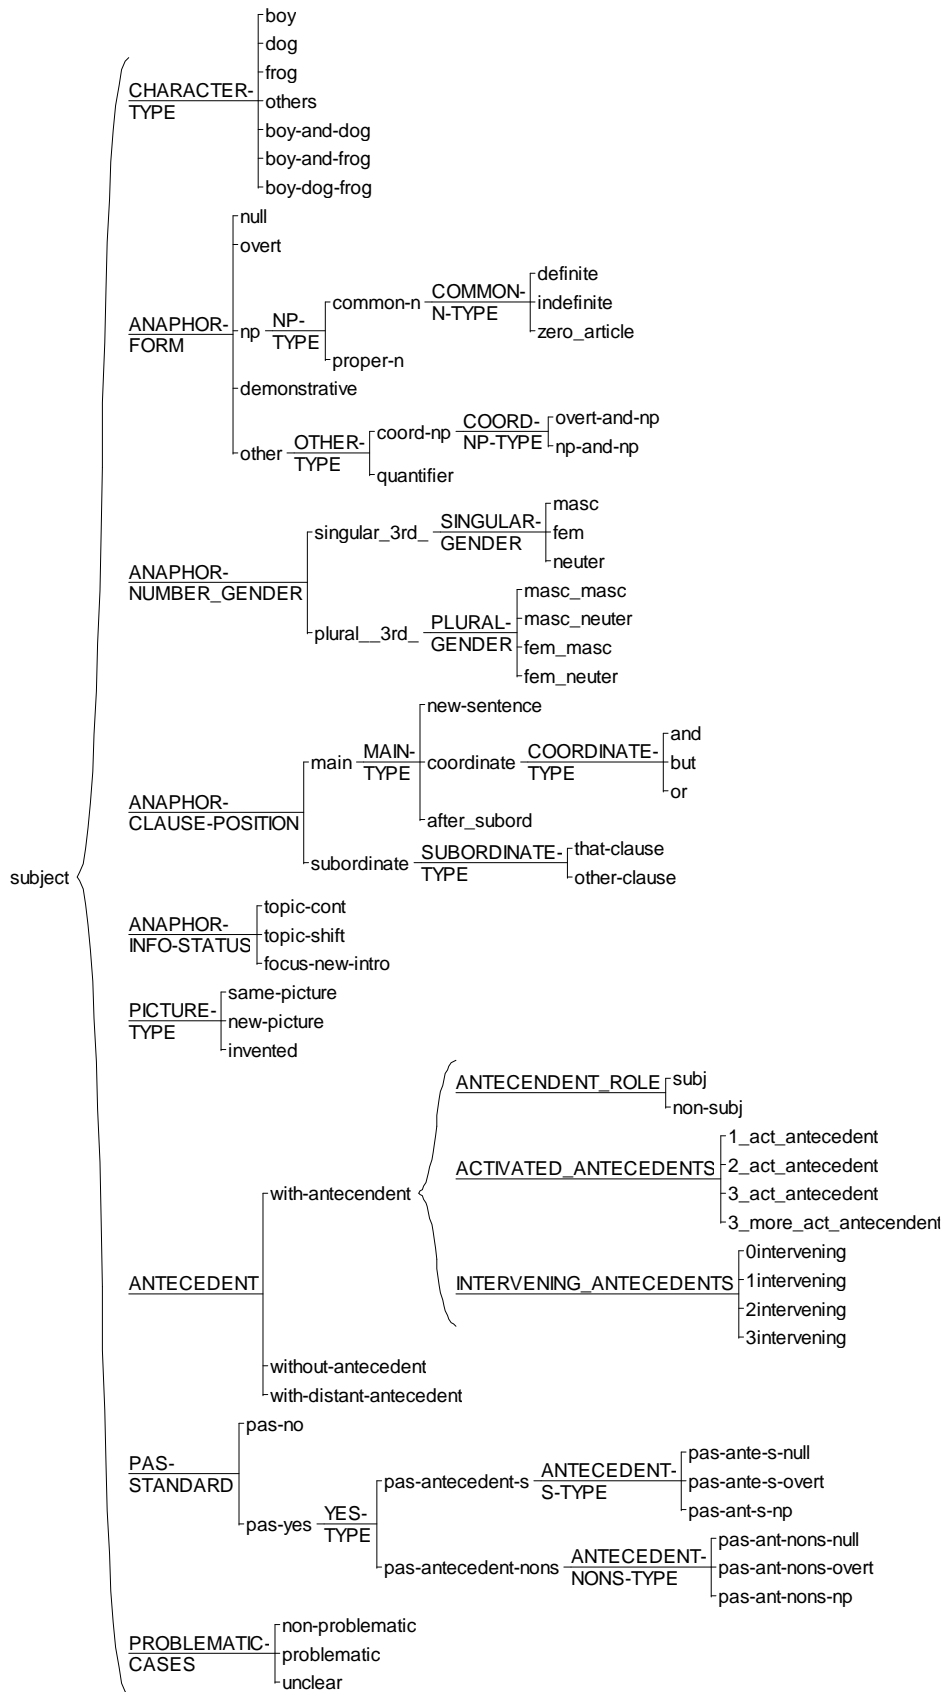 boy
dog
frog
CHARACTER-
TYPE
others
boy-and-dog
boy-and-frog
boy-dog-frog
null
overt
ANAPHOR-
FORM
np
NP-
TYPE
common-n
COMMON-
N-TYPE
definite
indefinite
zero_article
proper-n
demonstrative
other
OTHER-
TYPE
coord-np
COORD-
NP-TYPE
overt-and-np
np-and-np
quantifier
ANAPHOR-
NUMBER_GENDER
singular_3rd_
SINGULAR-
GENDER
masc
fem
neuter
plural__3rd_
PLURAL-
GENDER
masc_masc
masc_neuter
fem_masc
fem_neuter
ANAPHOR-
CLAUSE-POSITION
main
MAIN-
TYPE
new-sentence
coordinate
COORDINATE-
TYPE
and
but
or
after_subord
subordinate
SUBORDINATE-
TYPE
that-clause
other-clause
subject
ANAPHOR-
INFO-STATUS
topic-cont
topic-shift
focus-new-intro
PICTURE-
TYPE
same-picture
new-picture
invented
ANTECEDENT
with-antecendent
ANTECENDENT_ROLE
subj
non-subj
ACTIVATED_ANTECEDENTS
1_act_antecedent
2_act_antecedent
3_act_antecedent
3_more_act_antecendent
INTERVENING_ANTECEDENTS
0intervening
1intervening
2intervening
3intervening
without-antecedent
with-distant-antecedent
PAS-
STANDARD
pas-no
pas-yes
YES-
TYPE
pas-antecedent-s
ANTECEDENT-
S-TYPE
pas-ante-s-null
pas-ante-s-overt
pas-ant-s-np
pas-antecedent-nons
ANTECEDENT-
NONS-TYPE
pas-ant-nons-null
pas-ant-nons-overt
pas-ant-nons-np
PROBLEMATIC-
CASES
non-problematic
problematic
unclear